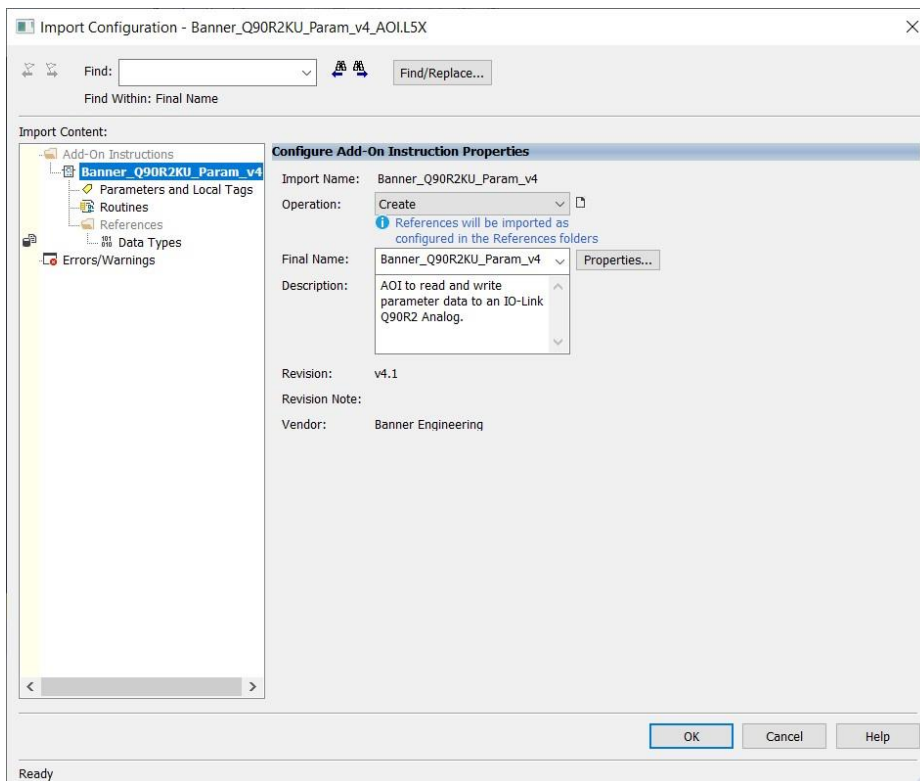 Import Configuration - Banner_Q90R2KU_Param_v4_AOI.L5X
Find:
Find/Replace...
Find Within: Final Name
Import Content:
Add-On Instructions
Banner_Q90R2KU_Param_v4
Parameters and Local Tags
Routines
References
Data Types
Errors/Warnings
Configure Add-On Instruction Properties
Import Name: Banner_Q90R2KU_Param_v4
Operation: Create
References will be imported as
configured in the References folders
Final Name: Banner_Q90R2KU_Param_v4 Properties...
Description: AOI to read and write
parameter data to an IO-Link
Q90R2 Analog.
Revision: v4.1
Revision Note:
Vendor: Banner Engineering
OK Cancel Help
Ready